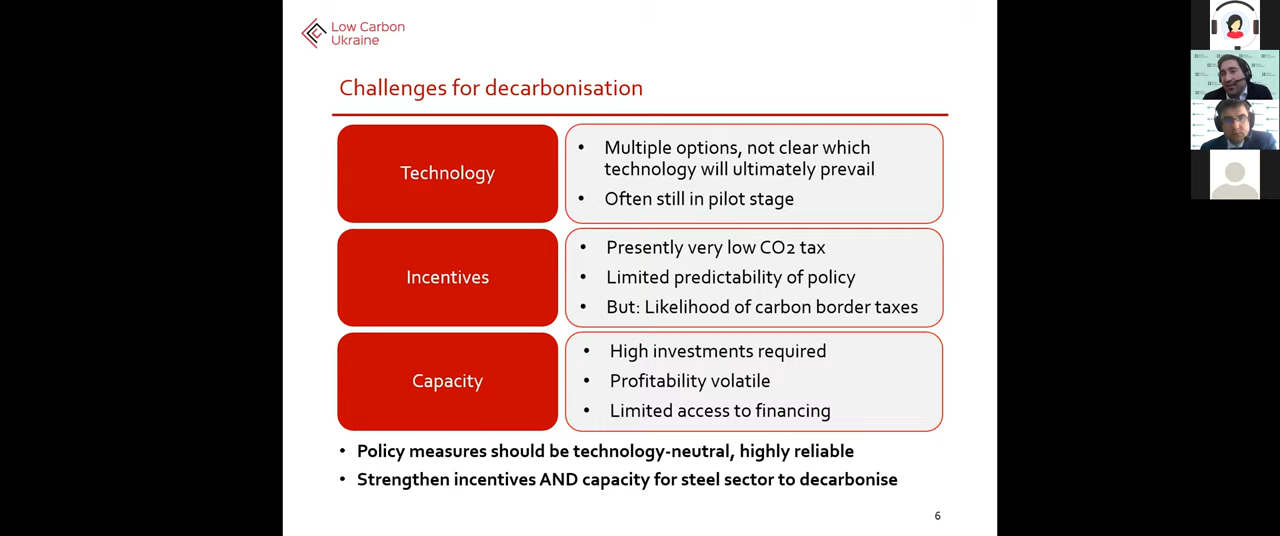 Low Carbon
Ukraine
Challenges for decarbonisation
Technology
• Multiple options, not clear which
technology will ultimately prevail
• Often still in pilot stage
Incentives
• Presently very low CO2 tax
• Limited predictability of policy
• But: Likelihood of carbon border taxes
Capacity
• High investments required
• Profitability volatile
• Limited access to financing
• Policy measures should be technology-neutral, highly reliable
• Strengthen incentives AND capacity for steel sector to decarbonise
6